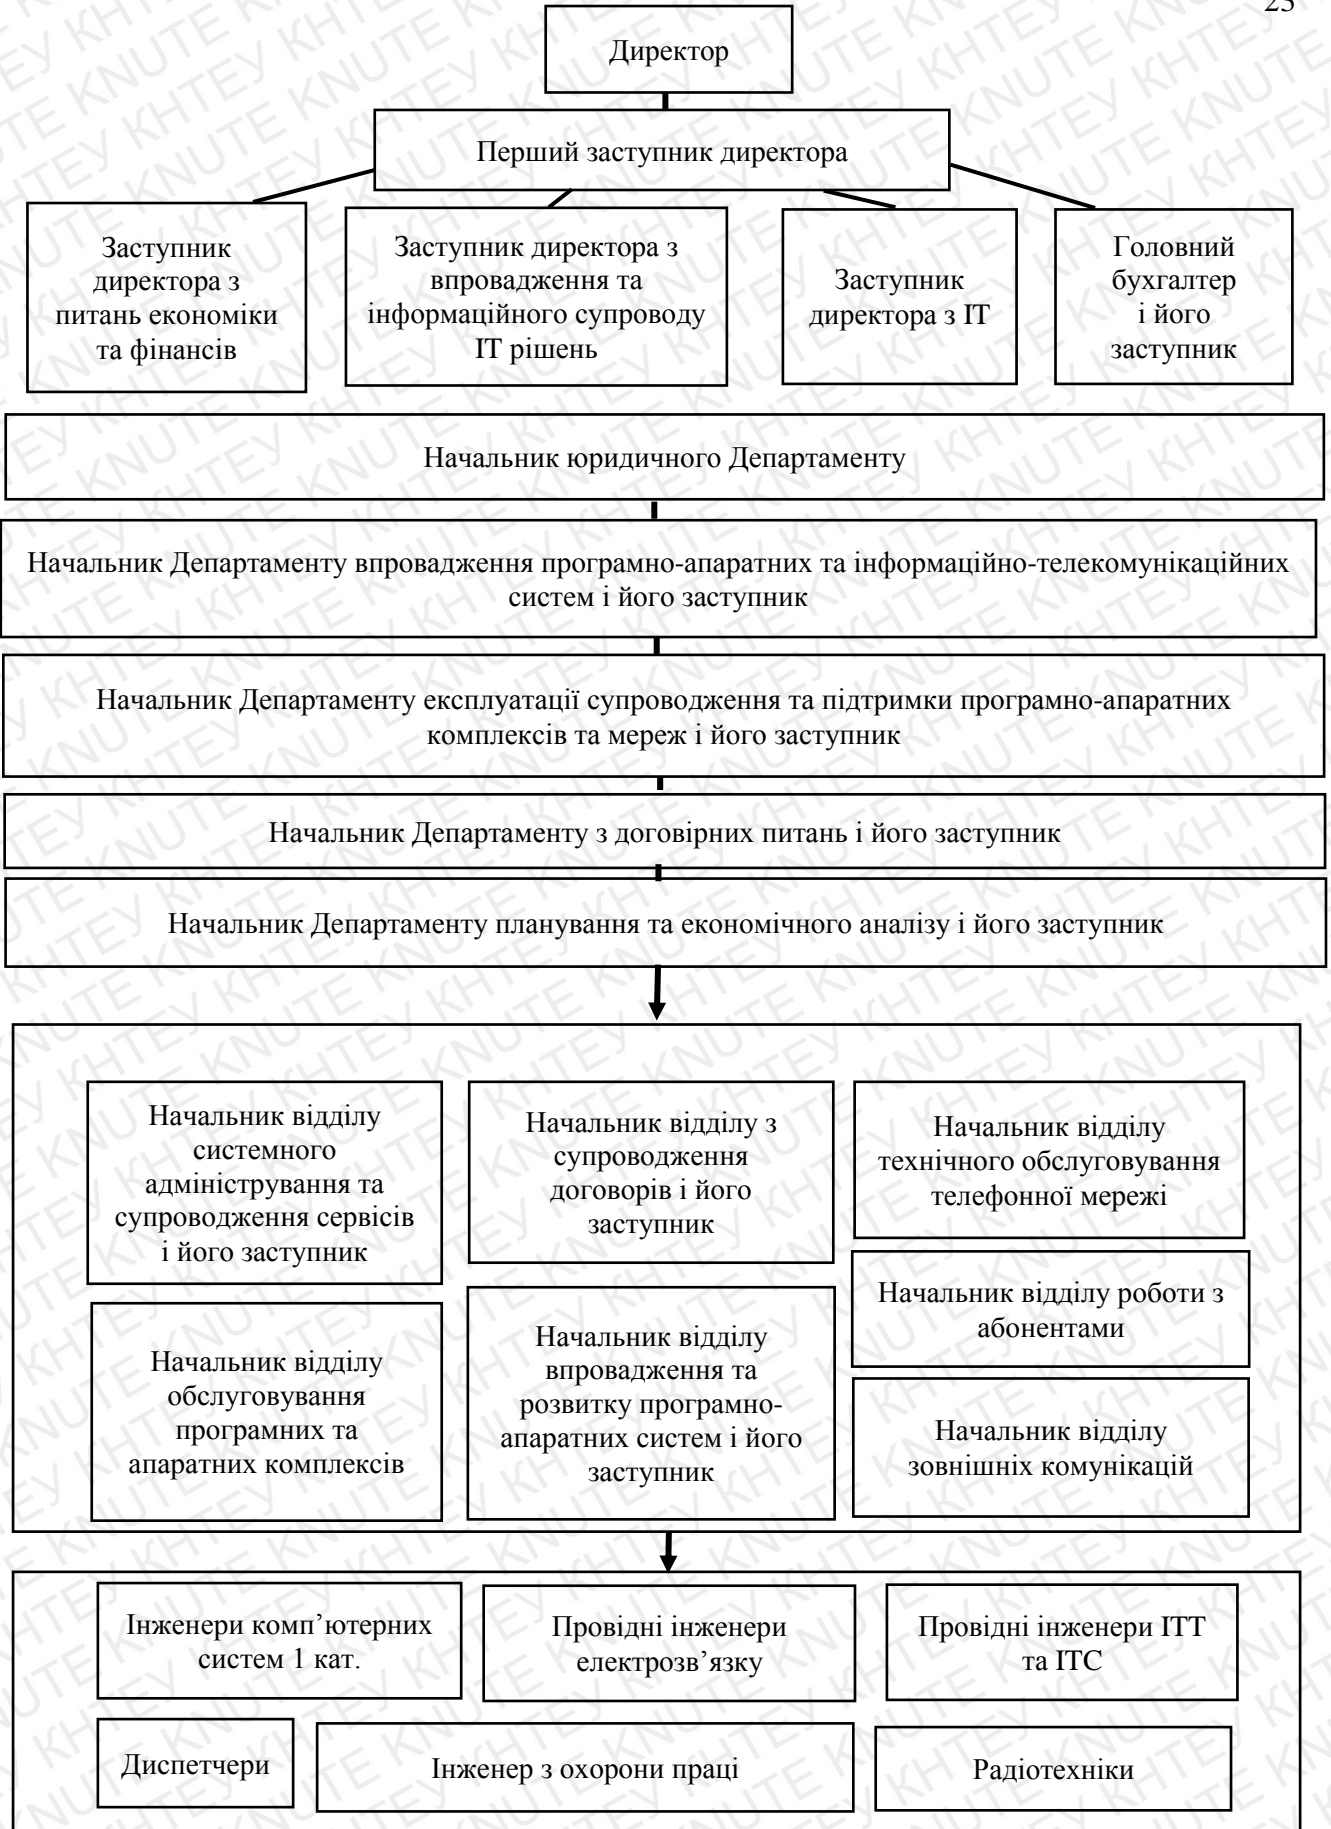 23
Директор
Перший заступник директора
Заступник
директора з
питань економіки
та фінансів
Заступник директора з
впровадження та
інформаційного супроводу
ІТ рішень
Заступник
директора з ІТ
Головний
бухгалтер
і його
заступник
Начальник юридичного Департаменту
Начальник Департаменту впровадження програмно-апаратних та інформаційно-телекомунікаційних
систем і його заступник
Начальник Департаменту експлуатації супроводження та підтримки програмно-апаратних
комплексів та мереж і його заступник
Начальник Департаменту з договірних питань і його заступник
Начальник Департаменту планування та економічного аналізу і його заступник
Начальник відділу
системного
адміністрування та
супроводження сервісів
і його заступник
Начальник відділу з
супроводження
договорів і його
заступник
Начальник відділу
технічного обслуговування
телефонної мережі
Начальник відділу роботи з
абонентами
Начальник відділу
обслуговування
програмних та
апаратних комплексів
Начальник відділу
впровадження та
розвитку програмно-
апаратних систем і його
заступник
Начальник відділу
зовнішніх комунікацій
Інженери комп’ютерних
систем 1 кат.
Провідні інженери
електрозв’язку
Провідні інженери ІТТ
та ІТС
Диспетчери
Інженер з охорони праці
Радіотехніки